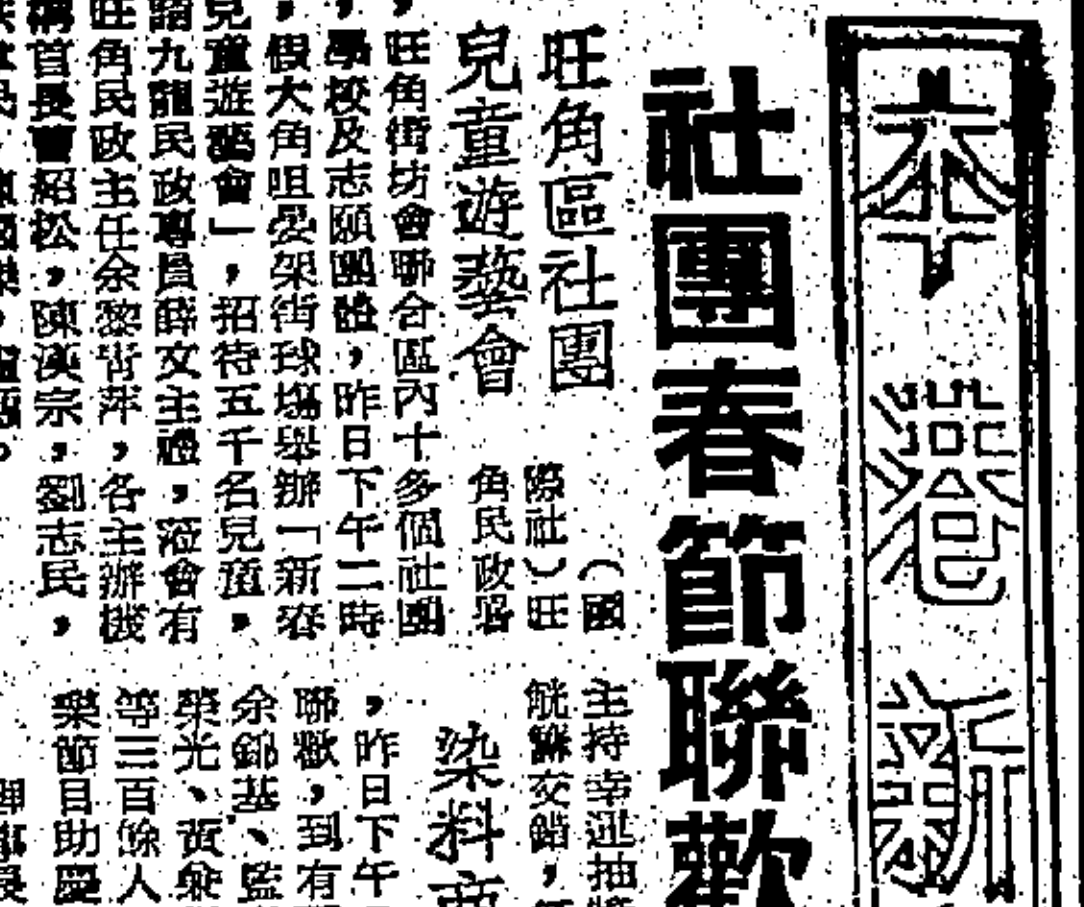 本港新
社團春節聯歡
旺角區社團
兒童遊藝會
（國
際社）旺
角民政署
，旺角街坊會聯合區內十多個社團
，學校及志願團體，昨日下午二時
，假大角咀晏架街球場舉辦「新春
兒童遊藝會」，招待五千名兒童。
請九龍民政專員薛文主禮，蒞會有
旺角民政主任余黎青萍，各主辦機
構首長曹紹松，陳漢宗，劉志民，
主持幸運抽
觥籌交錯，
染料商
，昨日下午
聯歡，到有
余錦基、監
榮光、黃
等三百餘人
樂節目助慶